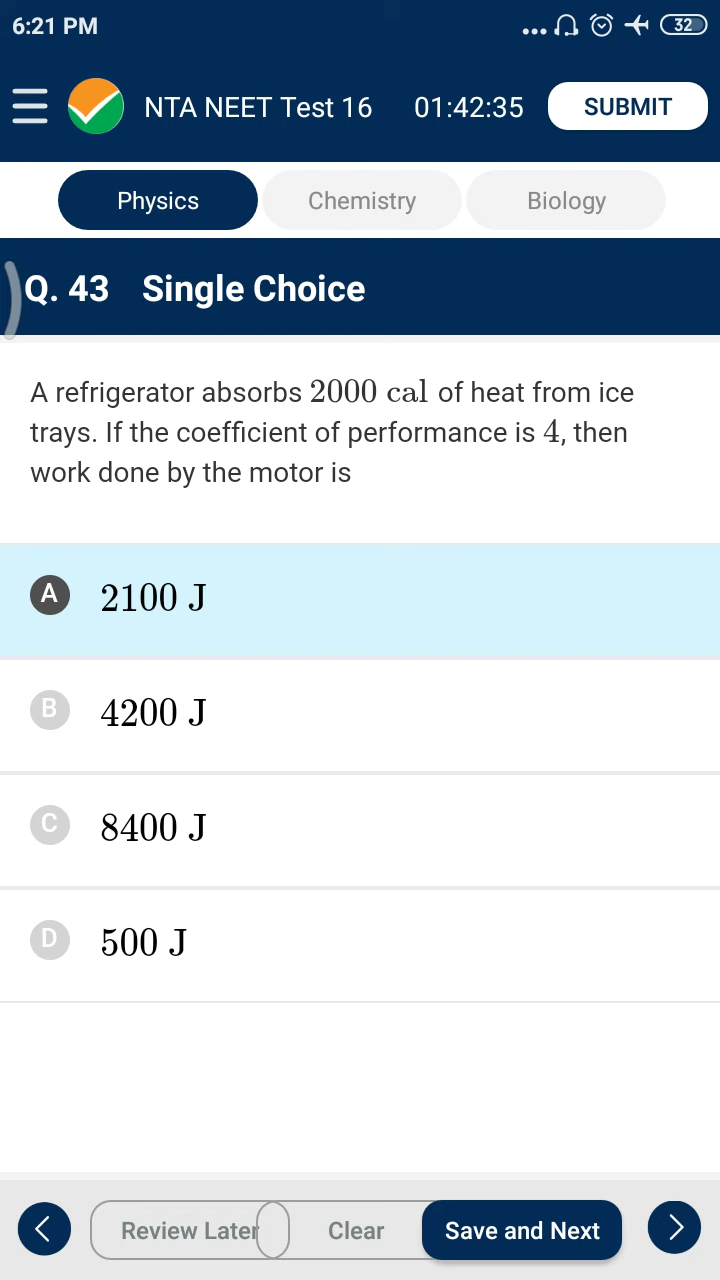 6:21 PM
32
NTA NEET Test 16 01:42:35 SUBMIT
Physics Chemistry Biology
Q. 43 Single Choice
A refrigerator absorbs 2000 cal of heat from ice
trays. If the coefficient of performance is 4, then
work done by the motor is
A 2100 J
B 4200 J
C 8400 J
D 500 J
Review Later Clear Save and Next